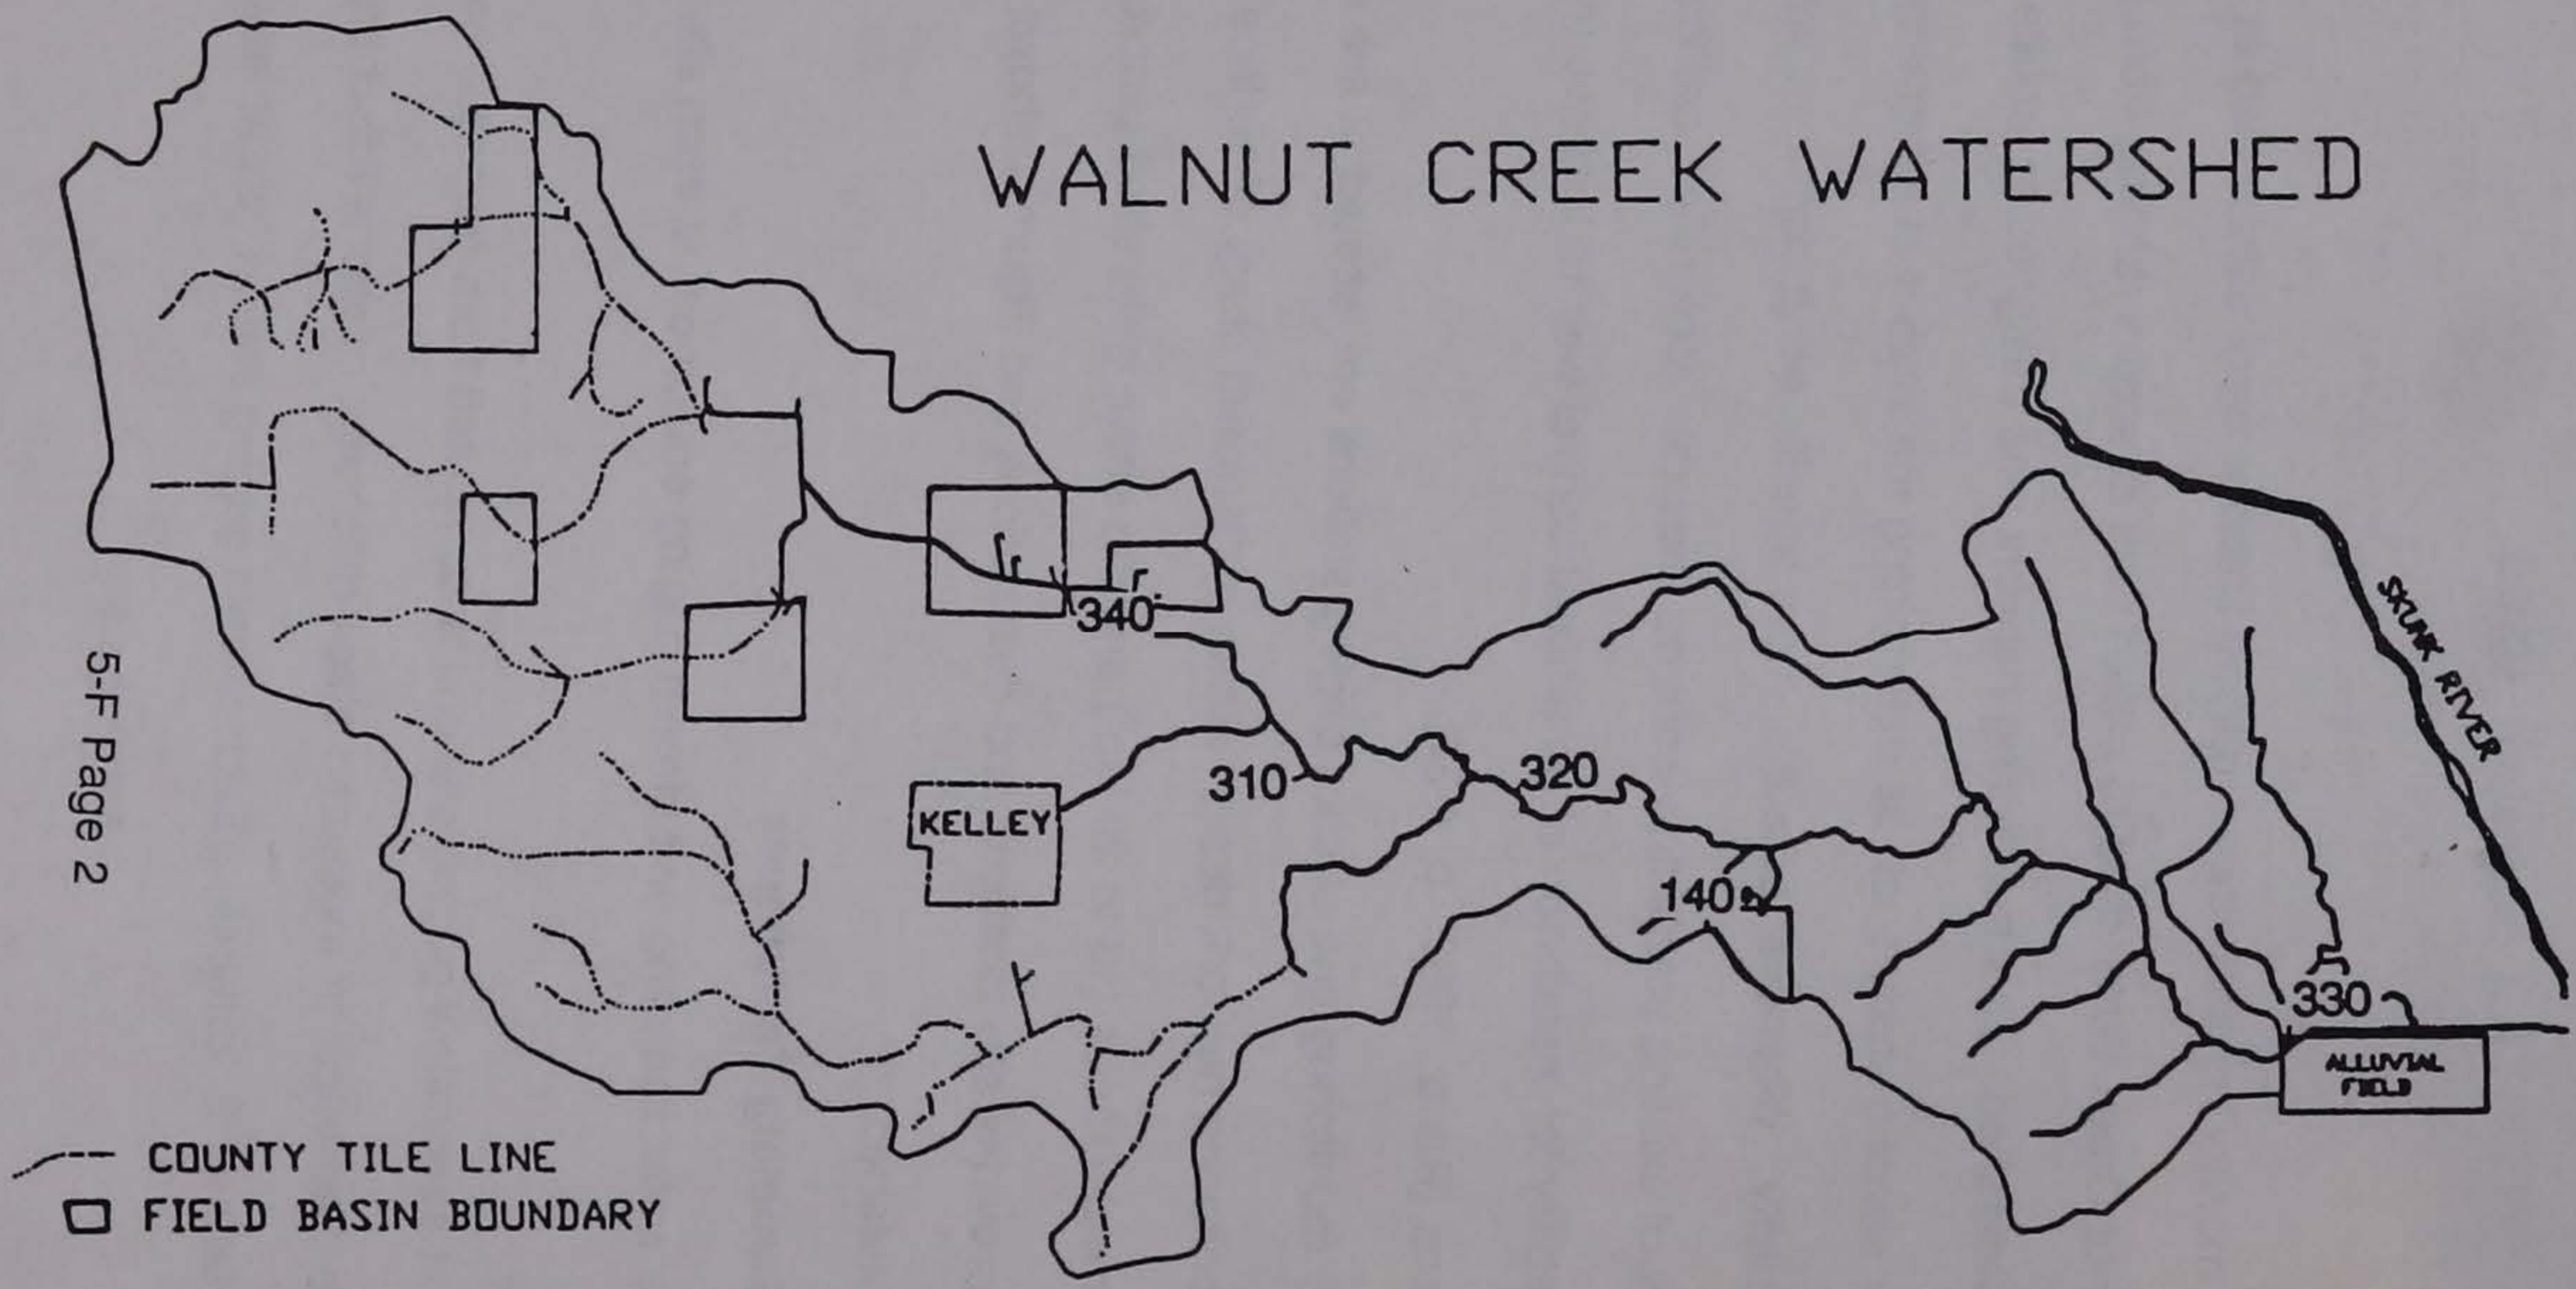 WALNUT CREEK WATERSHED
SKUNK RIVER
340
310
320
KELLEY
140
330
ALLUVIAL
FIELD
5-F Page 2
COUNTY TILE LINE
FIELD BASIN BOUNDARY